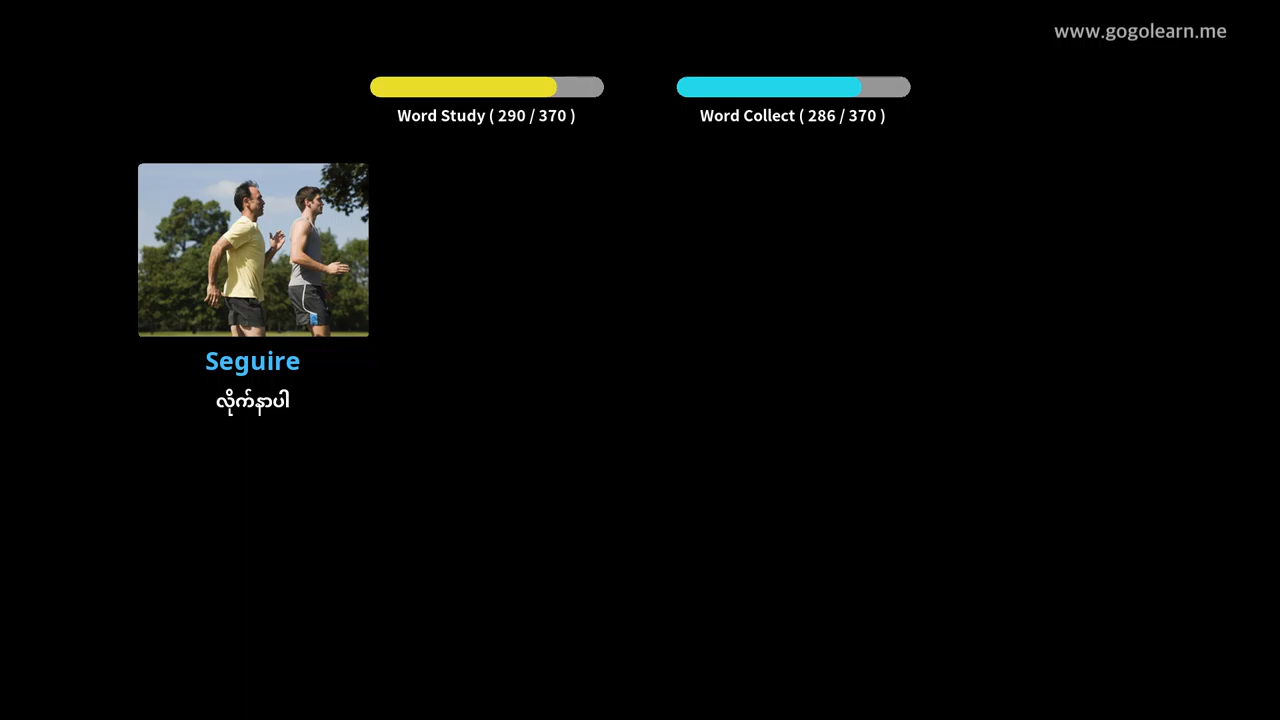 www.gogolearn.me
Word Study ( 290 / 370 )
Word Collect ( 286 / 370 )
Seguire
လိုက်နာပါ